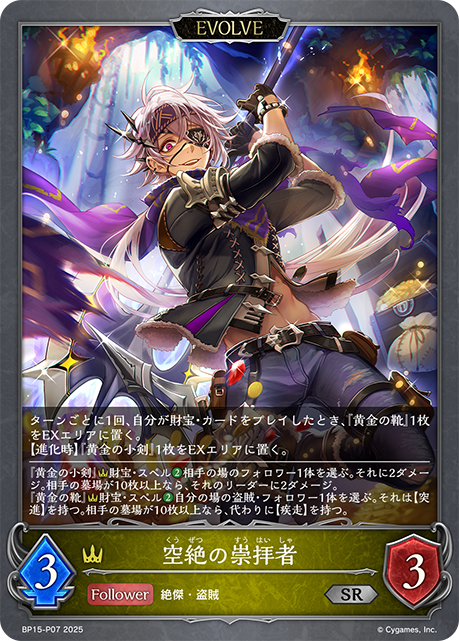 EVOLVE
ターンごとに1回、自分が財宝・カードをプレイしたとき、『黄金の靴』1枚
をEXエリアに置く。
【進化時】『黄金の小剣』1枚をEXエリアに置く。
『黄金の小剣』財宝・スペル2相手の場のフォロワー1体を選ぶ。それに2ダメー
ジ。相手の墓場が10枚以上なら、それのリーダーに2ダメージ。
『黄金の靴』財宝・スペル2自分の場の盗賊・フォロワー1体を選ぶ。それは【突
進】を持つ。相手の墓場が10枚以上なら、代わりに【疾走】を持つ。
くう ぜつ すう はい しゃ
空絶の崇拝者
3
3
Follower 絶傑・盗賊
SR
BP15-P07 2025
© Cygames, Inc.